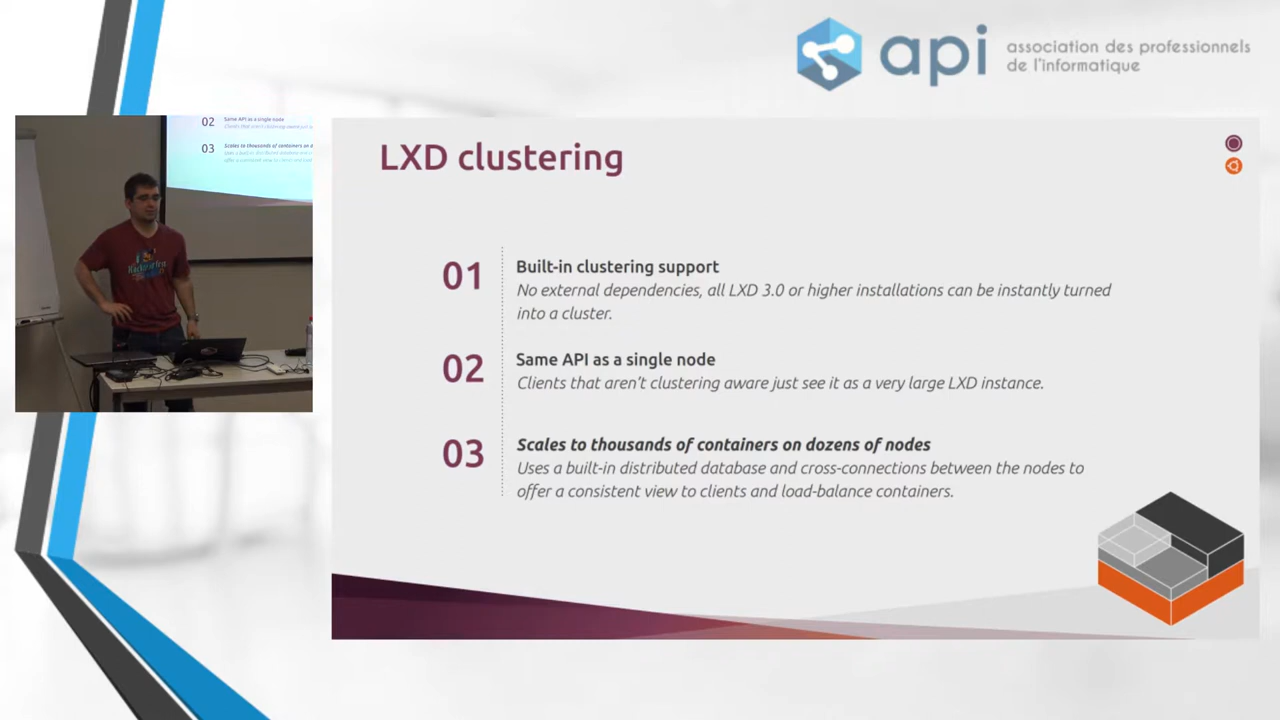 api association des professionnels
de l'informatique
02 Same API as a single node
03
LXD clustering
01 Built-in clustering support
No external dependencies, all LXD 3.0 or higher installations can be instantly turned
into a cluster.
02 Same API as a single node
Clients that aren't clustering aware just see it as a very large LXD instance.
03 Scales to thousands of containers on dozens of nodes
Uses a built-in distributed database and cross-connections between the nodes to
offer a consistent view to clients and load-balance containers.